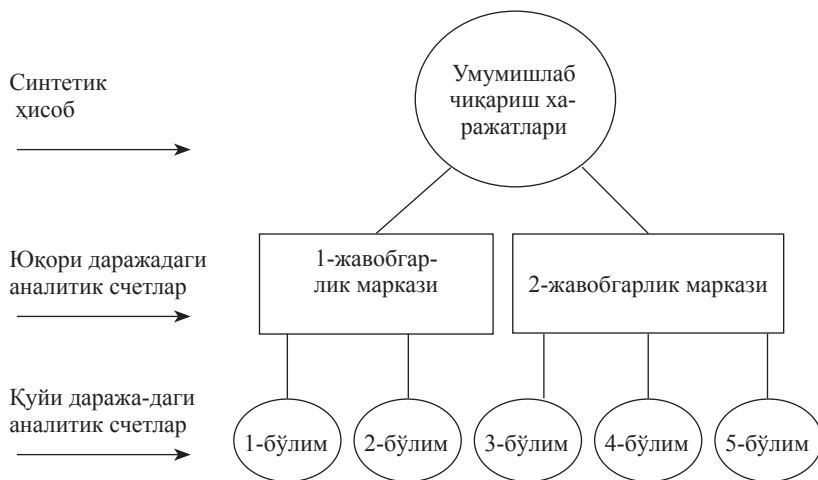 Синтетик
ҳисоб
Умумишлаб
чиқариш ха-
ражатлари
Юқори даражадаги
аналитик счетлар
1-жавобгар-
лик маркази
2-жавобгарлик маркази
Қуйи даража-даги
аналитик счетлар
1-бўлим
2-бўлим
3-бўлим
4-бўлим
5-бўлим